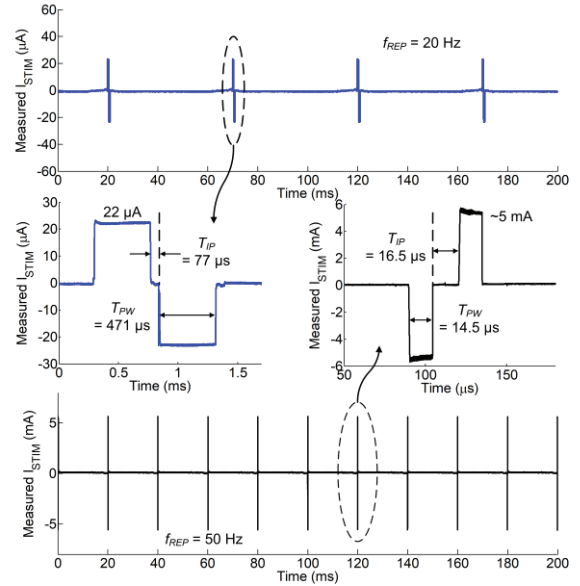 Measured I_STIM (μA)
60
40
20
0
-20
-40
-60
f_REP = 20 Hz
0 20 40 60 80 100 120 140 160 180 200
Time (ms)
Measured I_STIM (μA)
30
20
10
0
-10
-20
-30
22 μA
T_IP
= 77 μs
T_PW
= 471 μs
0 0.5 1 1.5
Time (ms)
Measured I_STIM (mA)
6
4
2
0
-2
-4
-6
~5 mA
T_IP
= 16.5 μs
T_PW
= 14.5 μs
50 100 150
Time (μs)
Measured I_STIM (mA)
5
0
-5
f_REP = 50 Hz
0 20 40 60 80 100 120 140 160 180 200
Time (ms)